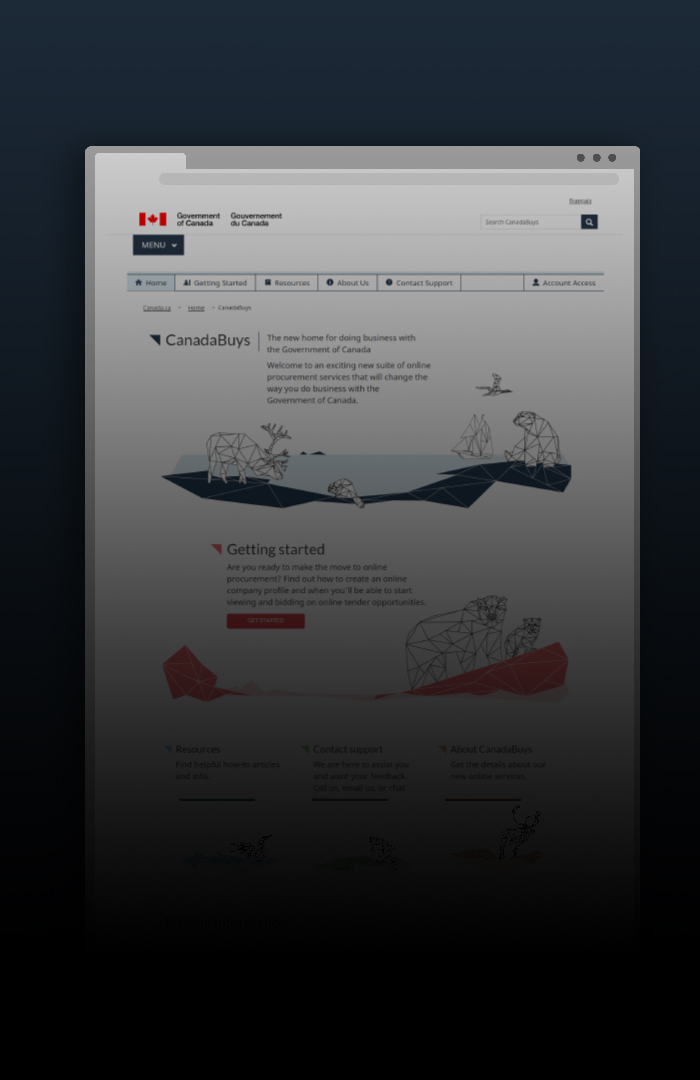 Français
Government of Canada
Gouvernement du Canada
Search CanadaBuys
MENU
Home
Getting Started
Resources
About Us
Contact Support
Account Access
Canada.ca
Home
CanadaBuys
CanadaBuys
The new home for doing business with
the Government of Canada
Welcome to an exciting new suite of online
procurement services that will change the
way you do business with the
Government of Canada.
Getting started
Are you ready to make the move to online
procurement? Find out how to create an online
company profile and when you'll be able to start
viewing and bidding on online tender opportunities.
GET STARTED
Resources
Find helpful how-to articles
and info.
Contact support
We are here to assist you
and want your feedback.
Call us, email us, or chat
About CanadaBuys
Get the details about our
new online services.